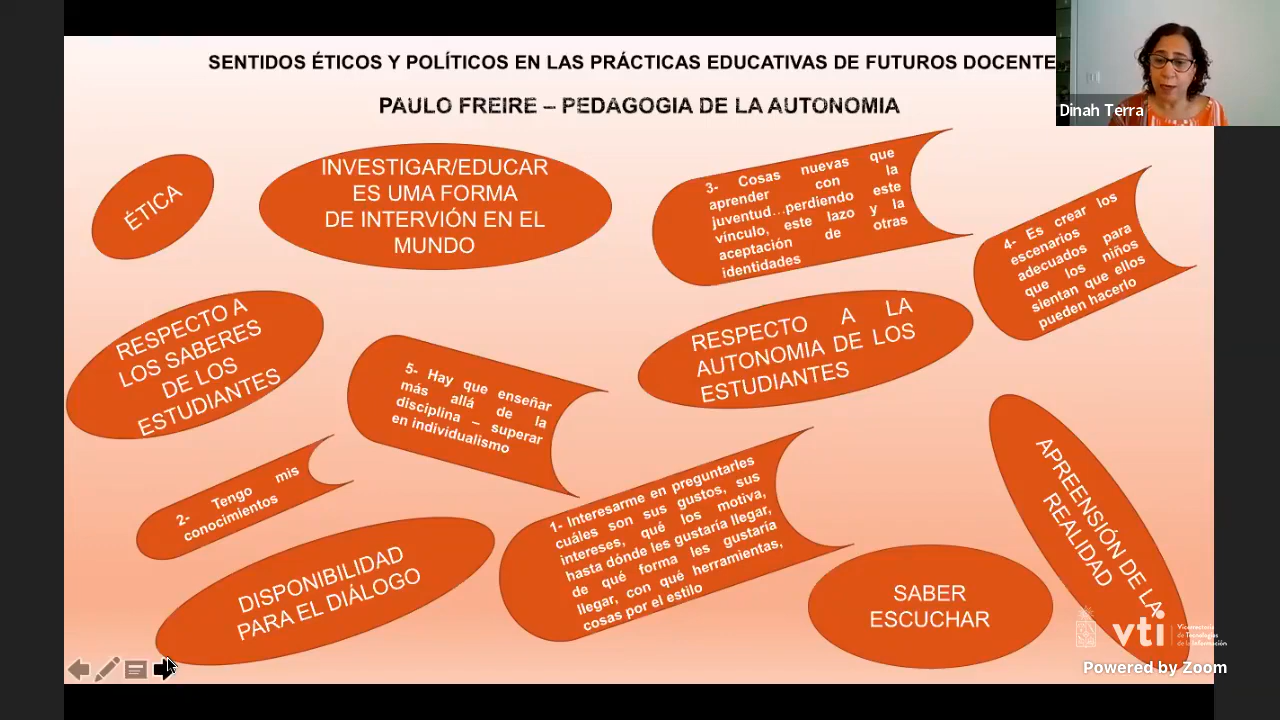 SENTIDOS ÉTICOS Y POLÍTICOS EN LAS PRÁCTICAS EDUCATIVAS DE FUTUROS DOCENTE
PAULO FREIRE – PEDAGOGIA DE LA AUTONOMIA
Dinah Terra
ÉTICA
INVESTIGAR/EDUCAR
ES UMA FORMA
DE INTERVIÓN EN EL
MUNDO
3- Cosas nuevas que
aprender con la
juventud...perdiendo este
vínculo, este lazo y la
aceptación de otras
identidades
4- Es crear los
escenarios
adecuados para
que los niños
sientan que ellos
pueden hacerlo
RESPECTO A
LOS SABERES
DE LOS
ESTUDIANTES
5- Hay que enseñar
más allá de la
disciplina – superar
en individualismo
RESPECTO A LA
AUTONOMIA DE LOS
ESTUDIANTES
2- Tengo mis
conocimientos
DISPONIBILIDAD
PARA EL DIÁLOGO
1- Interesarme en preguntarles
cuáles son sus gustos, sus
intereses, qué los motiva,
hasta dónde les gustaría llegar,
de qué forma les gustaría
llegar, con qué herramientas,
cosas por el estilo
SABER
ESCUCHAR
APREENSIÓN DE LA
REALIDAD
vti
Vicerrectoría
de Tecnologías
de la Información
Powered by Zoom